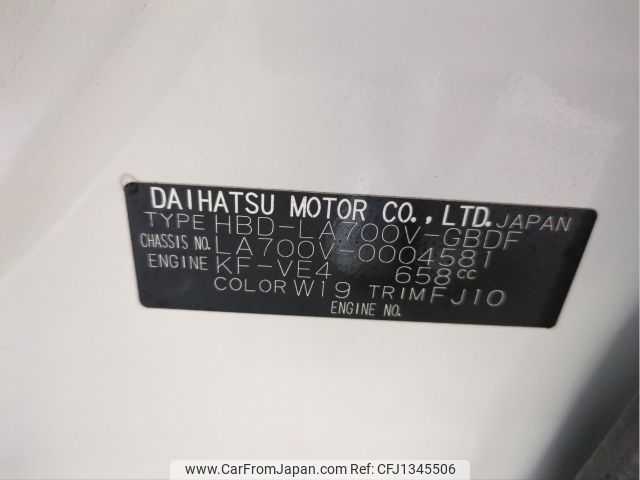 DAIHATSU MOTOR CO., LTD. JAPAN
TYPE HBD-LA700V-GBDF
CHASSIS NO. LA700V-0004581
ENGINE KF-VE4 658cc
COLOR W19 TRIM FJ10
ENGINE NO.
www.CarFromJapan.com - CFJ1345506